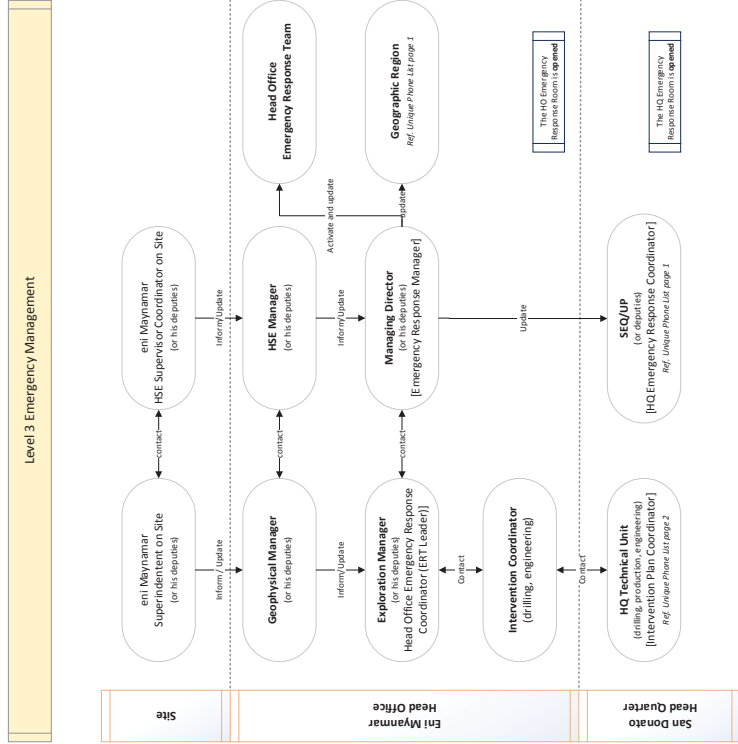 Level 3 Emergency Management
Site
eni Maynamar
Superindentent on Site
(or his deputies)
contact
eni Maynamar
HSE Supervisor Coordinator on Site
(or his deputies)
Inform / Update
Inform/Update
Eni Myanmar
Head Office
Geophysical Manager
(or his deputies)
contact
HSE Manager
(or his deputies)
Head Office
Emergency Response Team
Inform/Update
Inform/Update
Activate and update
Exploration Manager
(or his deputies)
Head Office Emergency Response
Coordinator (ERT Leader)]
contact
Managing Director
(or his deputies)
[Emergency Response Manager]
update
Geographic Region
Ref. Unique Phone List page 1
Contact
Intervention Coordinator
(drilling, engineering)
Update
The HO Emergency
Response Room is opened
Contact
San Donato
Head Quarter
HQ Technical Unit
(drilling, production, engineering)
[Intervention Plan Coordinator]
Ref. Unique Phone List page 2
SEQ/UP
(or deputies)
[HQ Emergency Response Coordinator]
Ref. Unique Phone List page 1
The HQ Emergency
Response Room is opened